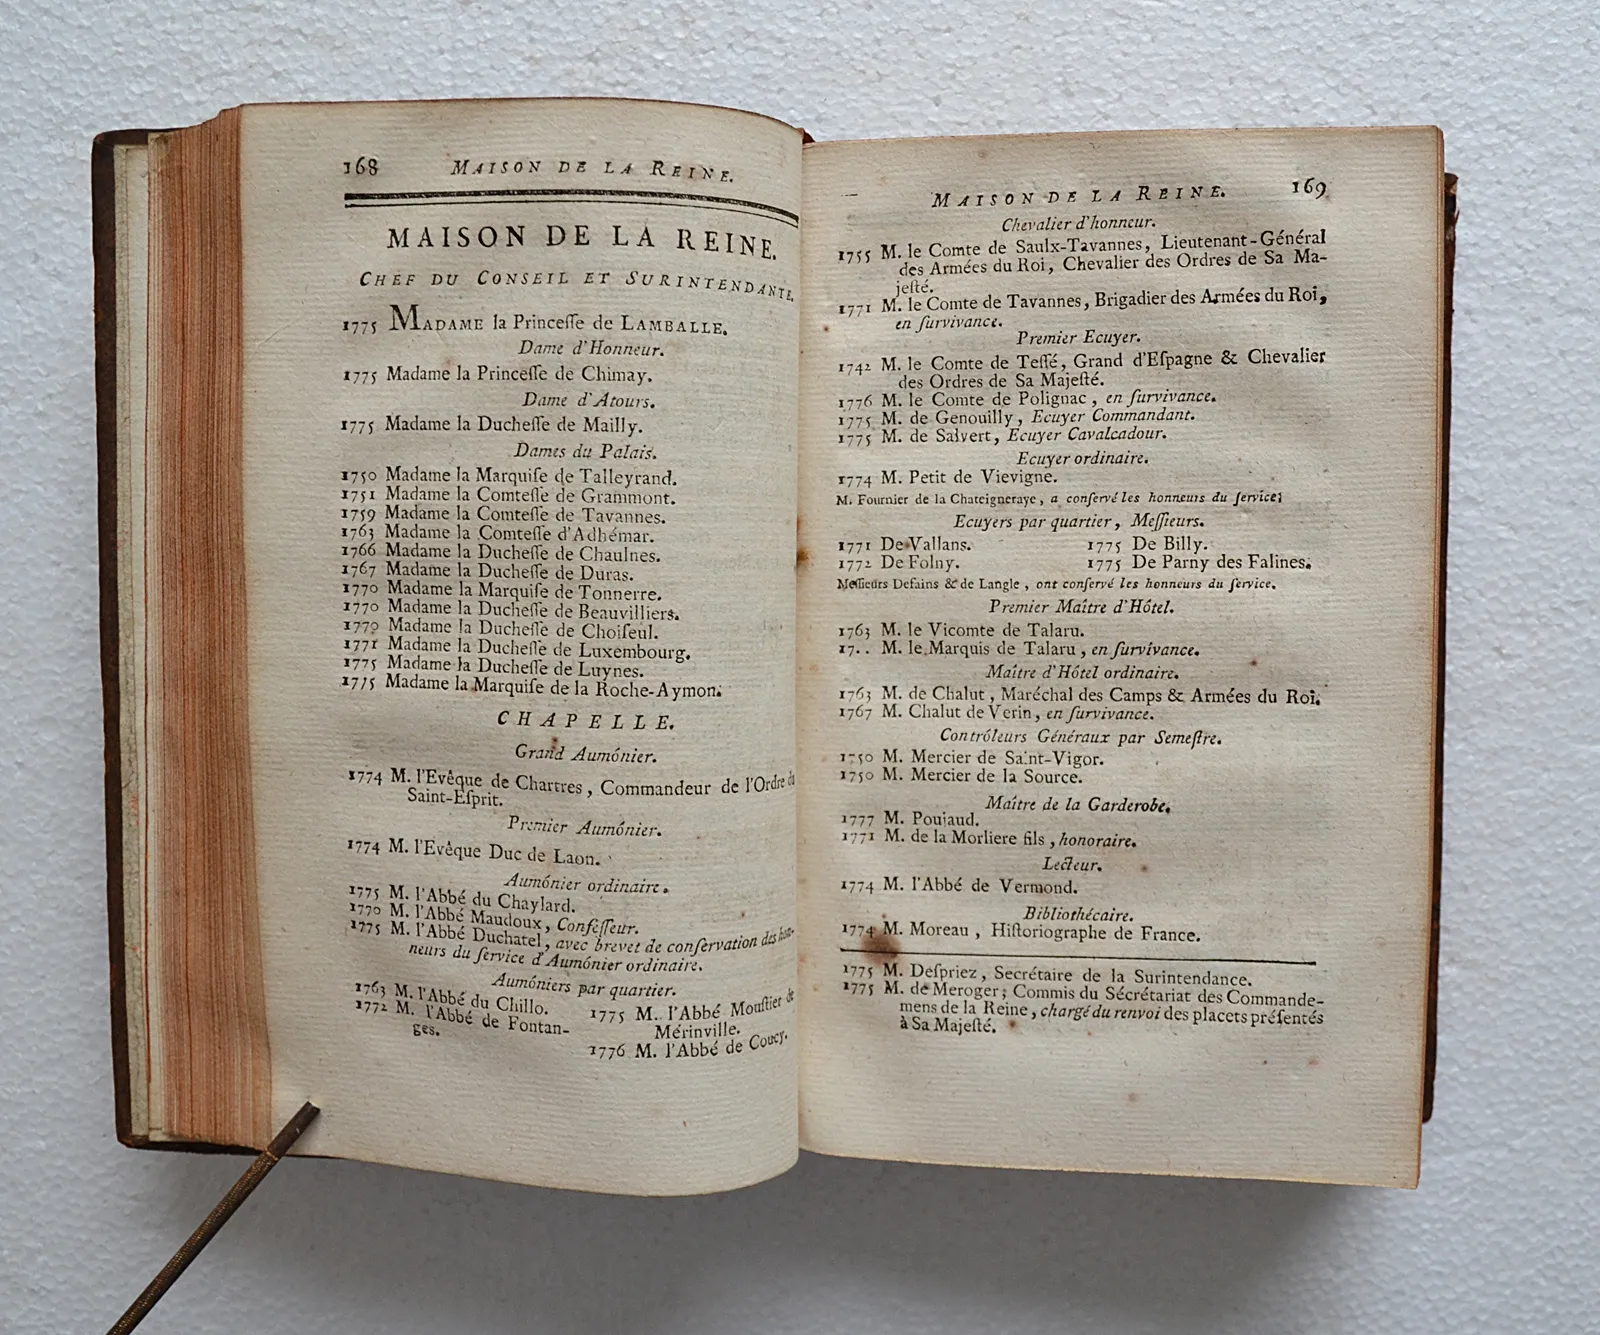 168 MAISON DE LA REINE.
MAISON DE LA REINE.
CHEF DU CONSEIL ET SURINTENDANTE.
1775 MADAME la Princeſſe de LAMBALLE.
Dame d'Honneur.
1775 Madame la Princeſſe de Chimay.
Dame d'Atours.
1775 Madame la Ducheſſe de Mailly.
Dames du Palais.
1750 Madame la Marquiſe de Talleyrand.
1751 Madame la Comteſſe de Grammont.
1759 Madame la Comteſſe de Tavannes.
1763 Madame la Comteſſe d'Adhémar.
1766 Madame la Ducheſſe de Chaulnes.
1767 Madame la Ducheſſe de Duras.
1770 Madame la Marquiſe de Tonnerre.
1770 Madame la Ducheſſe de Beauvilliers.
1770 Madame la Ducheſſe de Choiſeul.
1771 Madame la Ducheſſe de Luxembourg.
1775 Madame la Ducheſſe de Luynes.
1775 Madame la Marquiſe de la Roche-Aymon.
CHAPELLE.
Grand Aumónier.
1774 M. l'Evêque de Chartres, Commandeur de l'Ordre du
Saint-Eſprit.
Premier Aumónier.
1774 M. l'Evêque Duc de Laon.
Aumónier ordinaire.
1775 M. l'Abbé du Chaylard.
1770 M. l'Abbé Maudoux, Confeſſeur.
1775 M. l'Abbé Duchatel, avec brevet de conſervation des hon-
neurs du ſervice d'Aumónier ordinaire.
Aumóniers par quartier.
1763 M. l'Abbé du Chillo.
1772 M. l'Abbé de Fontan-
ges.
1775 M. l'Abbé Mouſtier de
Mérinville.
1776 M. l'Abbé de Coucy.
MAISON DE LA REINE. 169
Chevalier d'honneur.
1755 M. le Comte de Saulx-Tavannes, Lieutenant-Général
des Armées du Roi, Chevalier des Ordres de Sa Ma-
jeſté.
1771 M. le Comte de Tavannes, Brigadier des Armées du Roi,
en ſurvivance.
Premier Ecuyer.
1742 M. le Comte de Teſſé, Grand d'Eſpagne & Chevalier
des Ordres de Sa Majeſté.
1776 M. le Comte de Polignac, en ſurvivance.
1775 M. de Genouilly, Ecuyer Commandant.
1775 M. de Salvert, Ecuyer Cavalcadour.
Ecuyer ordinaire.
1774 M. Petit de Vievigne.
M. Fournier de la Chateigneraye, a conſervé les honneurs du ſervice;
Ecuyers par quartier, Meſſieurs.
1771 De Vallans. 1775 De Billy.
1772 De Folny. 1775 De Parny des Falines.
Meſſieurs Defains & de Langle, ont conſervé les honneurs du ſervice.
Premier Maître d'Hôtel.
1763 M. le Vicomte de Talaru.
17.. M. le Marquis de Talaru, en ſurvivance.
Maître d'Hôtel ordinaire.
1763 M. de Chalut, Maréchal des Camps & Armées du Roi.
1767 M. Chalut de Verin, en ſurvivance.
Contróleurs Généraux par Semeſtre.
1750 M. Mercier de Saint-Vigor.
1750 M. Mercier de la Source.
Maître de la Garderobe.
1777 M. Poujaud.
1771 M. de la Morliere fils, honoraire.
Lecteur.
1774 M. l'Abbé de Vermond.
Bibliothécaire.
1774 M. Moreau, Hiſtoriographe de France.
1775 M. Deſpriez, Secrétaire de la Surintendance.
1775 M. de Meroger; Commis du Sécrétariat des Commande-
mens de la Reine, chargé du renvoi des placets préſentés
à Sa Majeſté.